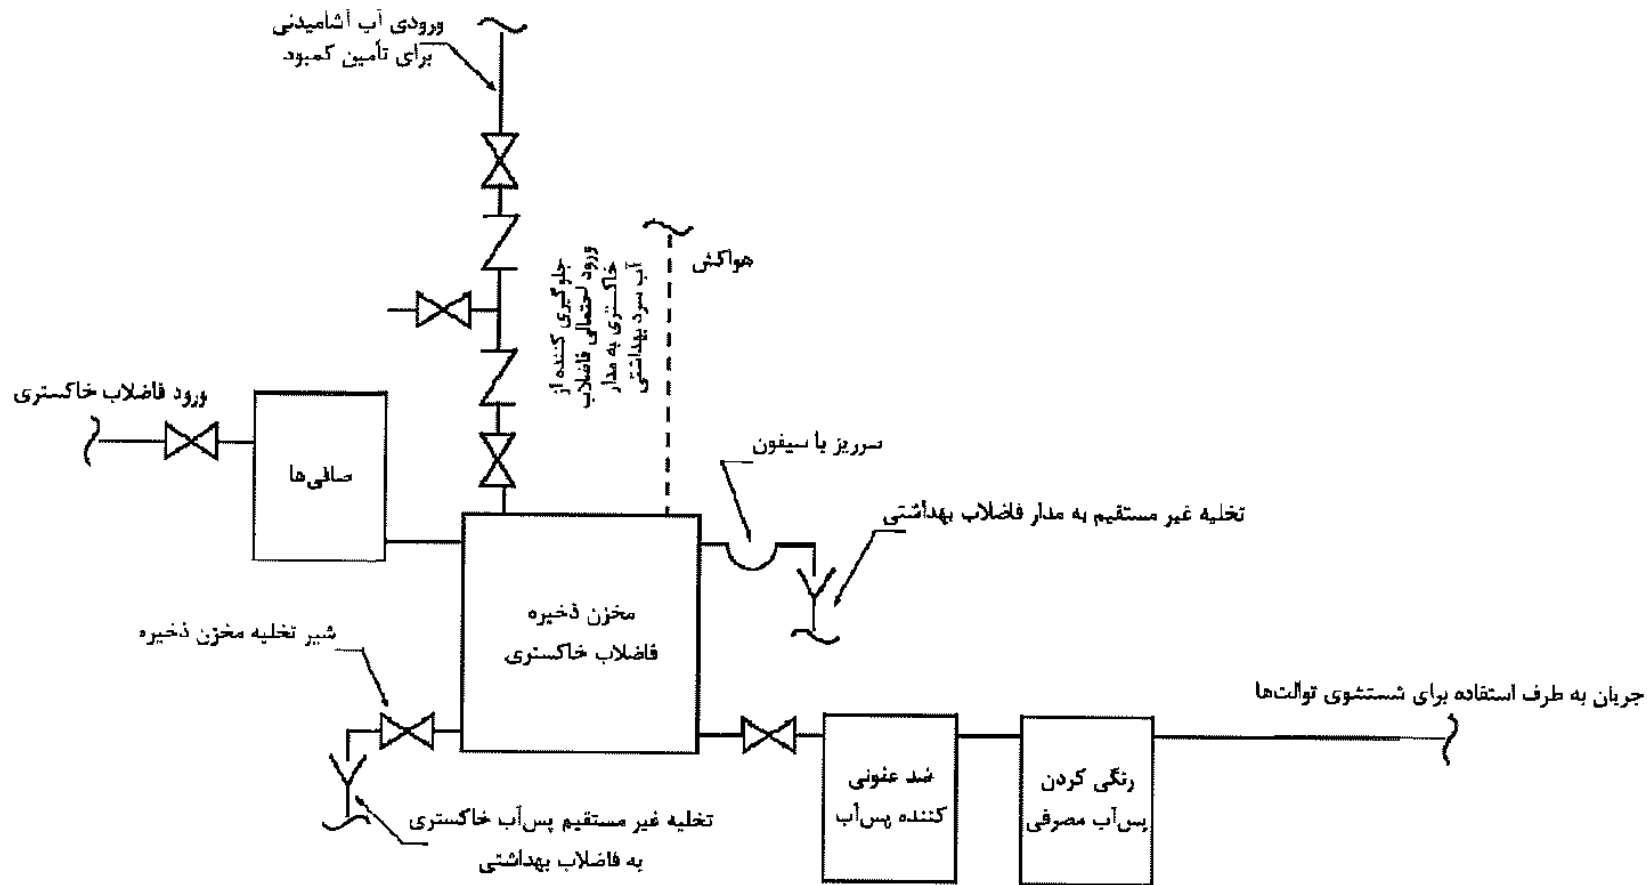 ورودی آب آشامیدنی
برای تأمین کمبود
هواکش
جلوگیری کننده از
ورود احتمالی فاضلاب
خاکستری به مدار
آب سرد بهداشتی
ورود فاضلاب خاکستری
صافی‌ها
سرریز با سیفون
تخلیه غیر مستقیم به مدار فاضلاب بهداشتی
مخزن ذخیره
فاضلاب خاکستری
شیر تخلیه مخزن ذخیره
جریان به طرف استفاده برای شستشوی توالت‌ها
ضد عفونی
کننده پس‌آب
رنگی کردن
پس‌آب مصرفی
تخلیه غیر مستقیم پس‌آب خاکستری
به فاضلاب بهداشتی